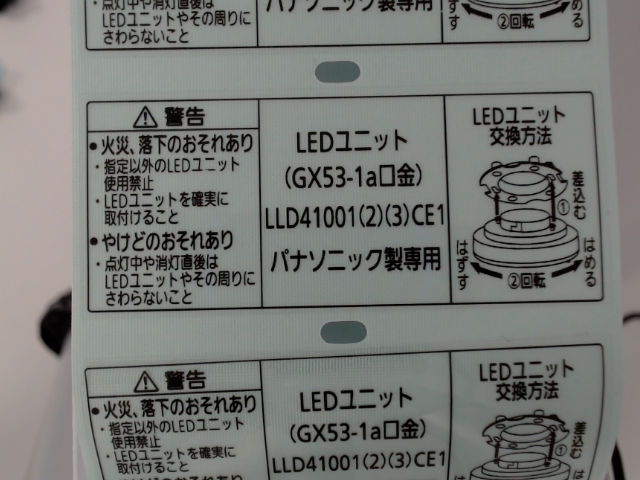 ・点灯中や消灯直後は
LEDユニットやその周りに
さわらないこと
パナソニック製専用
はずす
②回転
はめる
⚠警告
●火災、落下のおそれあり
・指定以外のLEDユニット
使用禁止
・LEDユニットを確実に
取付けること
●やけどのおそれあり
・点灯中や消灯直後は
LEDユニットやその周りに
さわらないこと
LEDユニット
(GX53-1a口金)
LLD41001(2)(3)CE1
パナソニック製専用
LEDユニット
交換方法
差込む
①
はずす
②回転
はめる
⚠警告
●火災、落下のおそれあり
・指定以外のLEDユニット
使用禁止
・LEDユニットを確実に
取付けること
LEDユニット
(GX53-1a口金)
LLD41001(2)(3)CE1
LEDユニット
交換方法
差込む
①